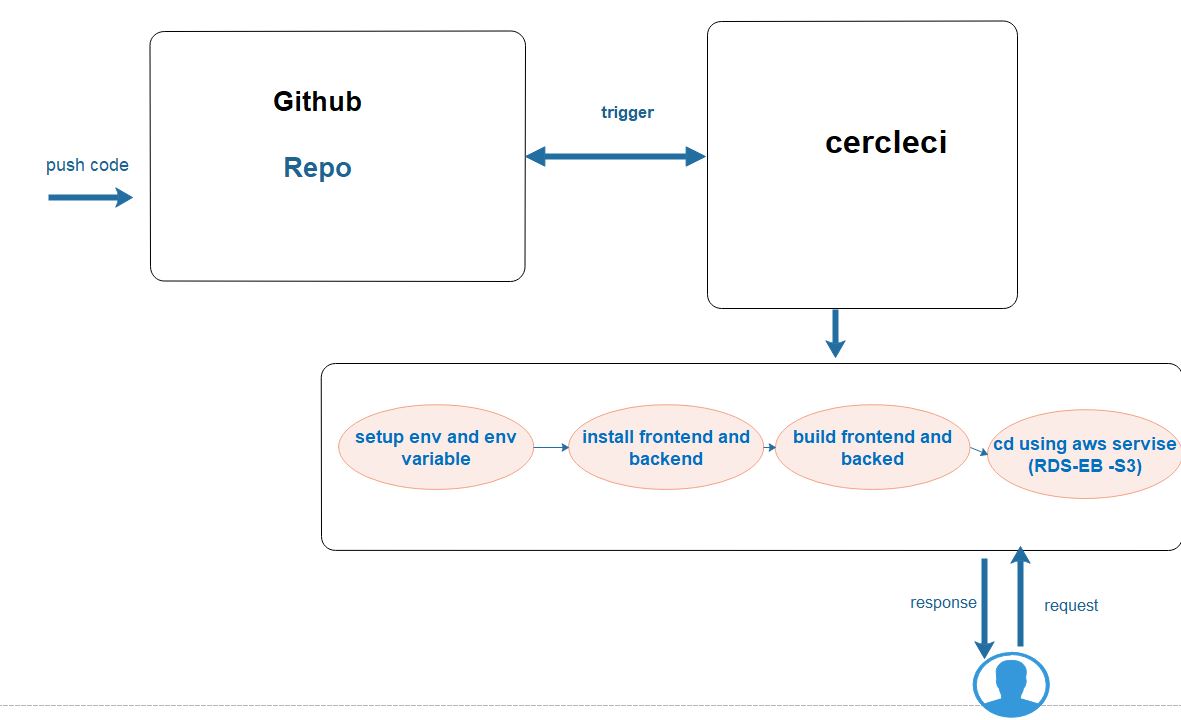 Github
Repo
push code
trigger
cercleci
setup env and env
variable
install frontend and
backend
build frontend and
backed
cd using aws servise
(RDS-EB -S3)
response
request